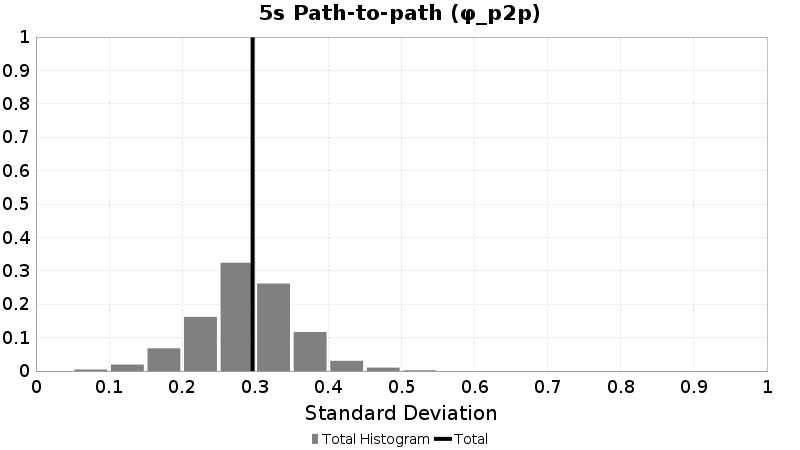 5s Path-to-path (φ_p2p)
1
0.9
0.8
0.7
0.6
0.5
0.4
0.3
0.2
0.1
0
0 0.1 0.2 0.3 0.4 0.5 0.6 0.7 0.8 0.9 1
Standard Deviation
Total Histogram Total